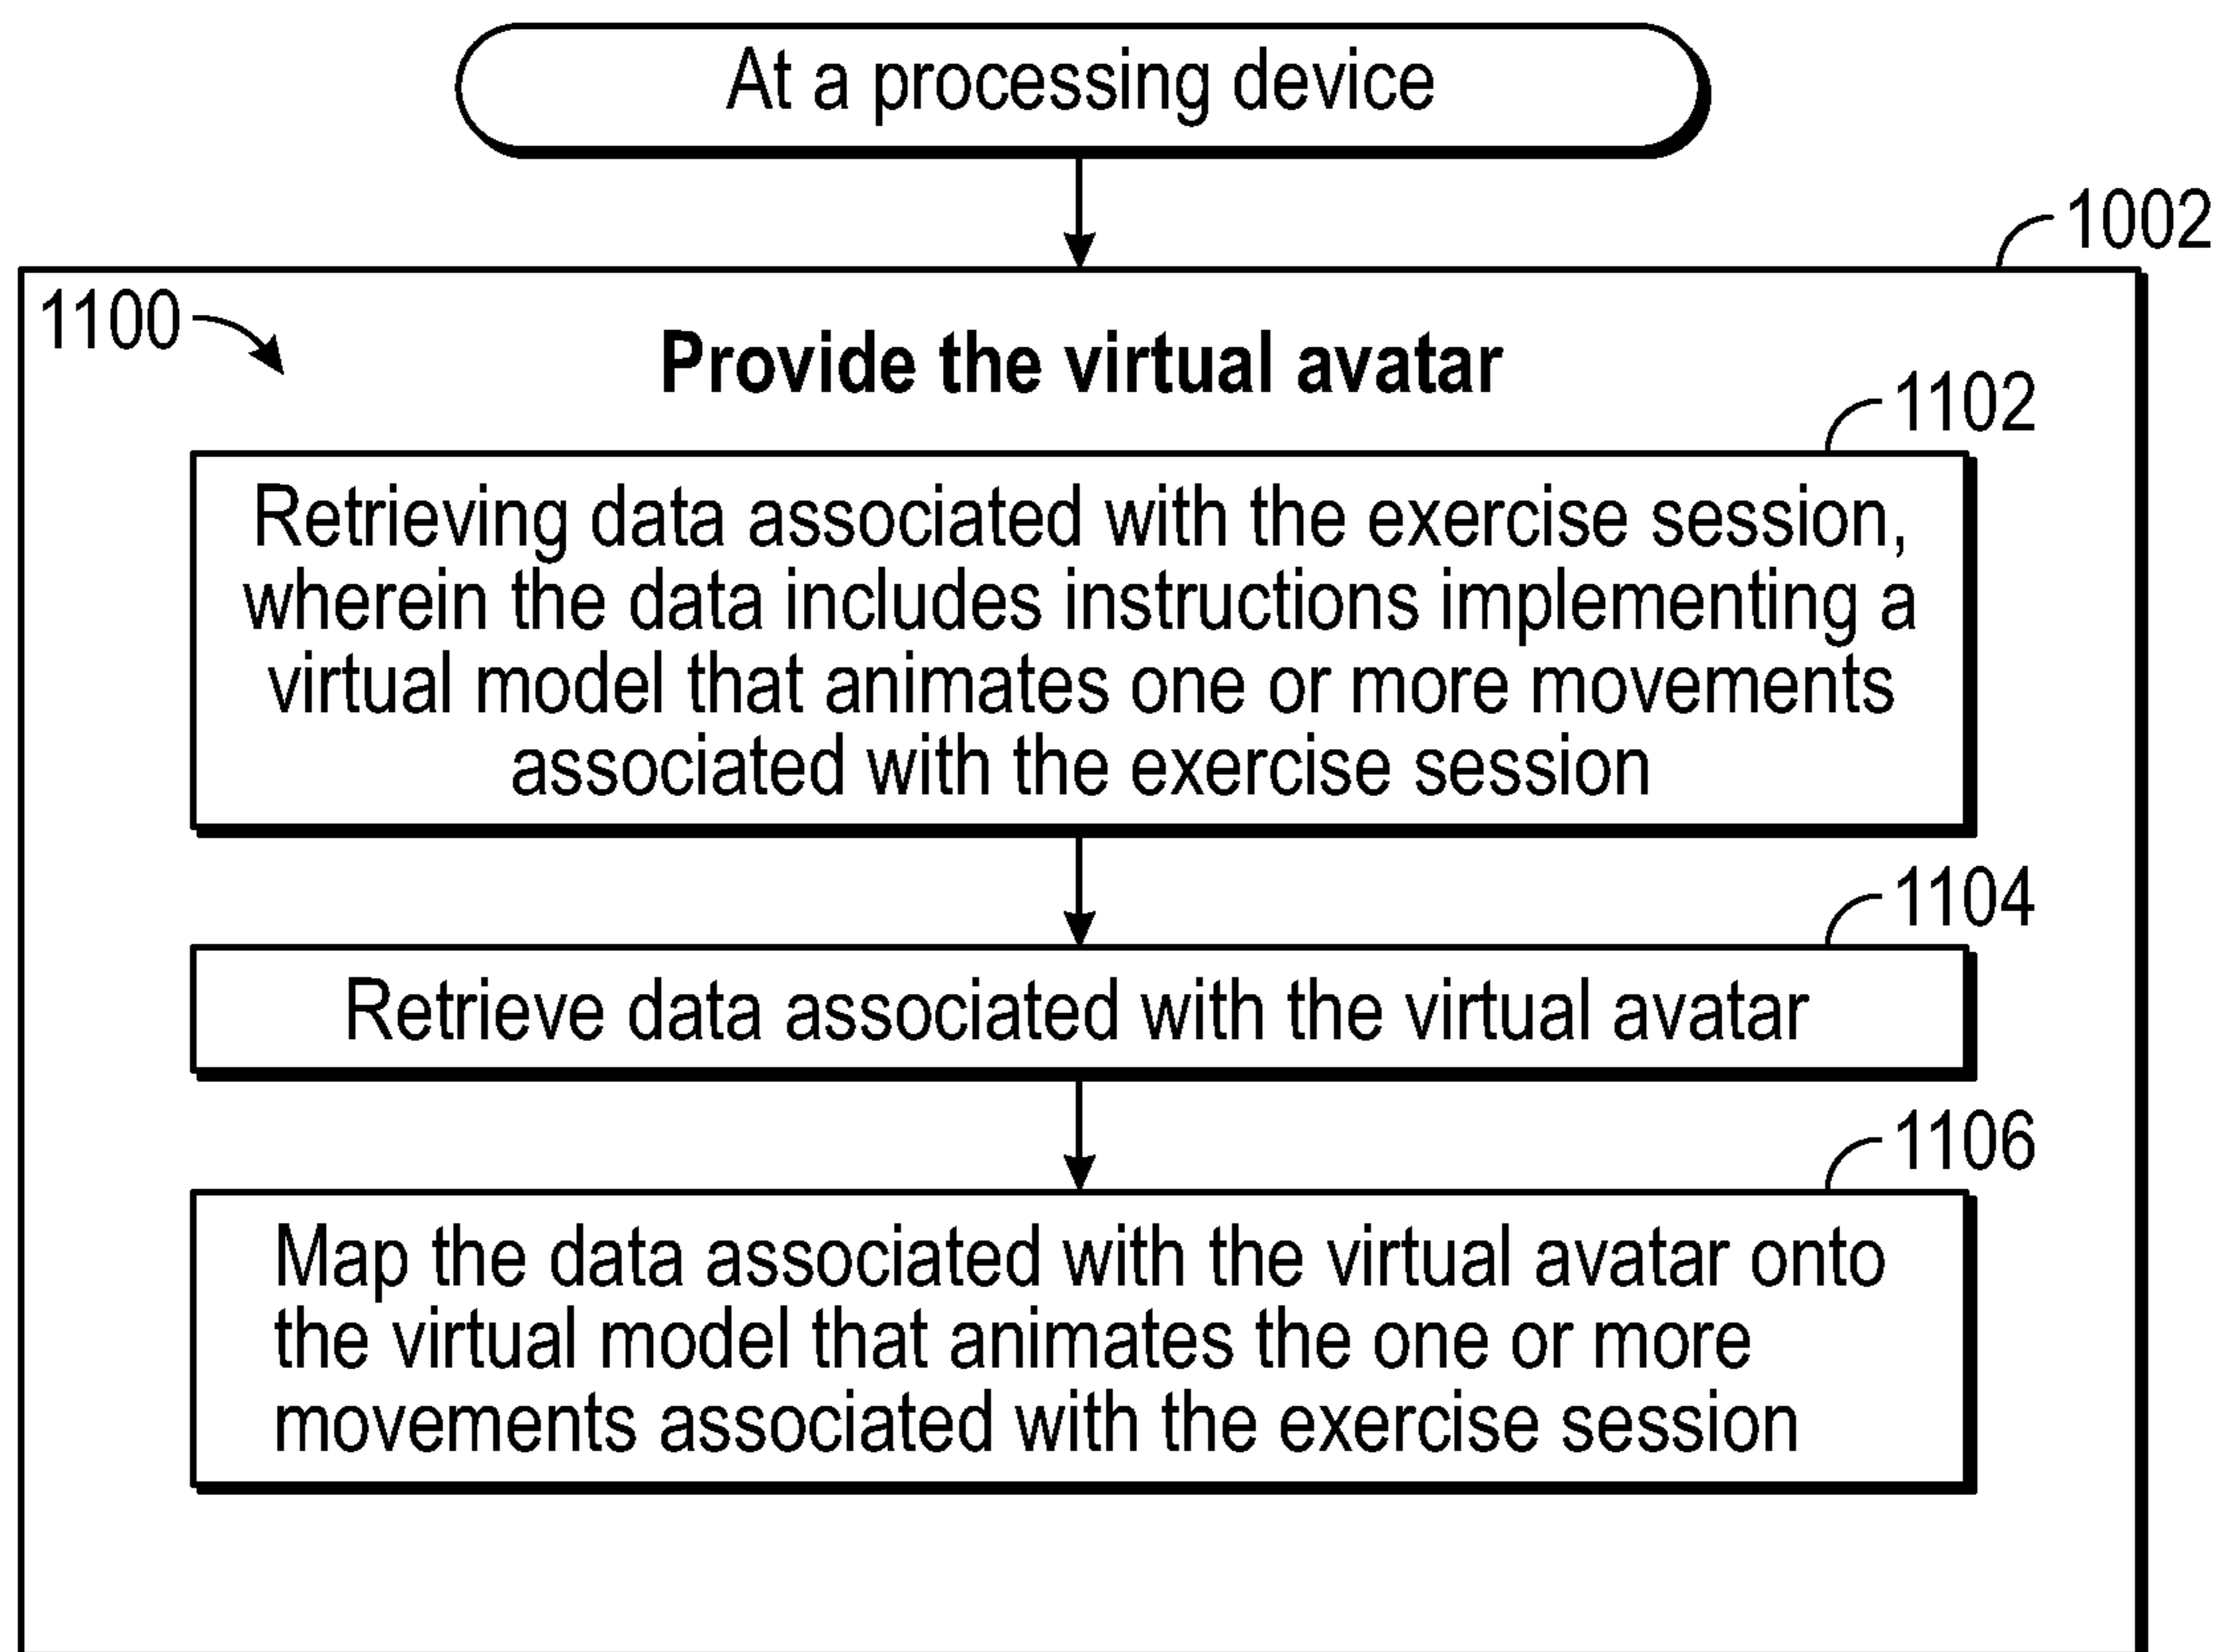 At a processing device
1002
1100
Provide the virtual avatar
1102
Retrieving data associated with the exercise session,
wherein the data includes instructions implementing a
virtual model that animates one or more movements
associated with the exercise session
1104
Retrieve data associated with the virtual avatar
1106
Map the data associated with the virtual avatar onto
the virtual model that animates the one or more
movements associated with the exercise session